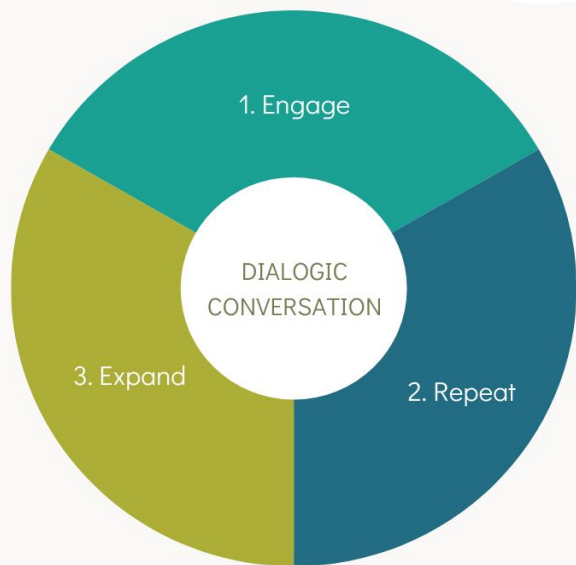 1. Engage
DIALOGIC
CONVERSATION
3. Expand
2. Repeat